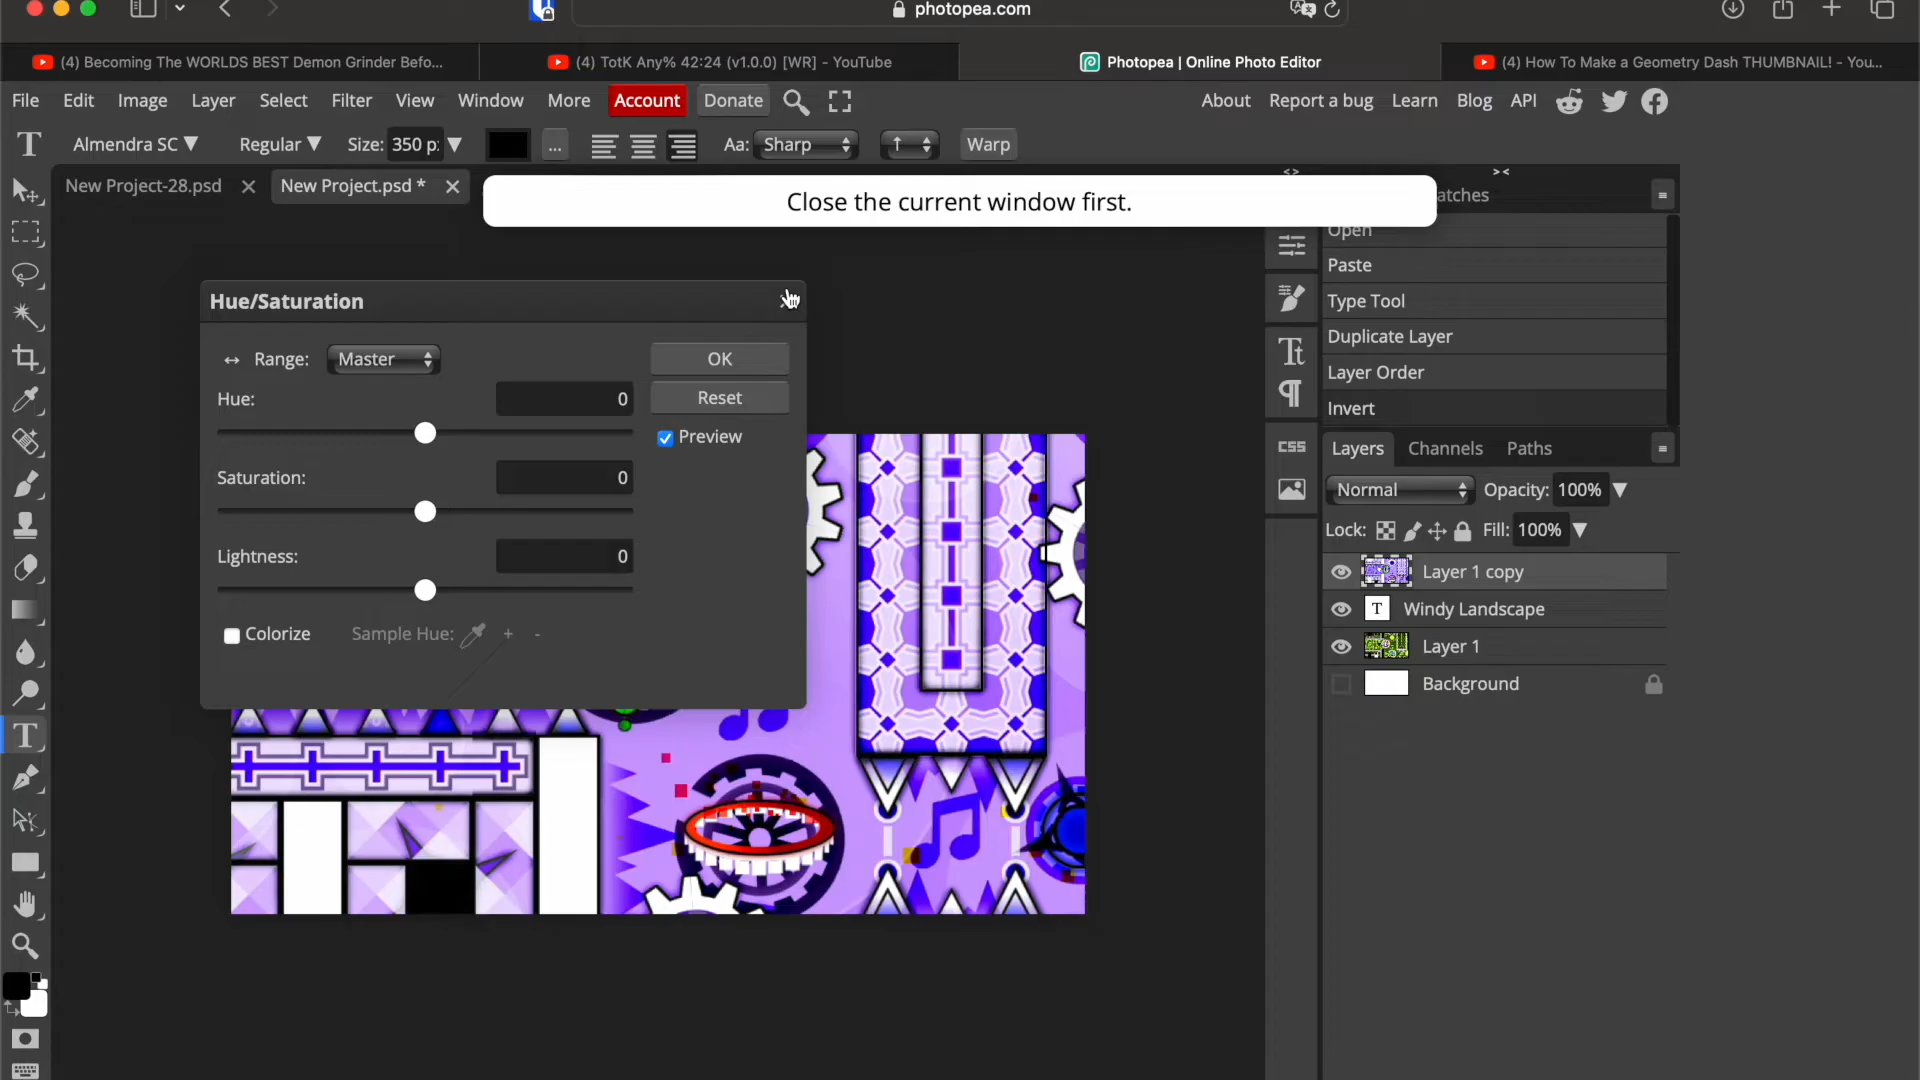 photopea.com
(4) Becoming The WORLDS BEST Demon Grinder Befo...
(4) TotK Any% 42:24 (v1.0.0) [WR] - YouTube
Photopea | Online Photo Editor
(4) How To Make a Geometry Dash THUMBNAIL! - You...
File Edit Image Layer Select Filter View Window More Account Donate
About Report a bug Learn Blog API
Almendra SC Regular Size: 350 p: ... Aa: Sharp Warp
New Project-28.psd
New Project.psd *
Close the current window first.
atches
Open
Paste
Type Tool
Duplicate Layer
Layer Order
Invert
Hue/Saturation
Range: Master OK
Hue: 0 Reset
Preview
Saturation: 0
Lightness: 0
Colorize Sample Hue: + -
CSS
Layers Channels Paths
Normal Opacity: 100%
Lock: Fill: 100%
Layer 1 copy
Windy Landscape
Layer 1
Background